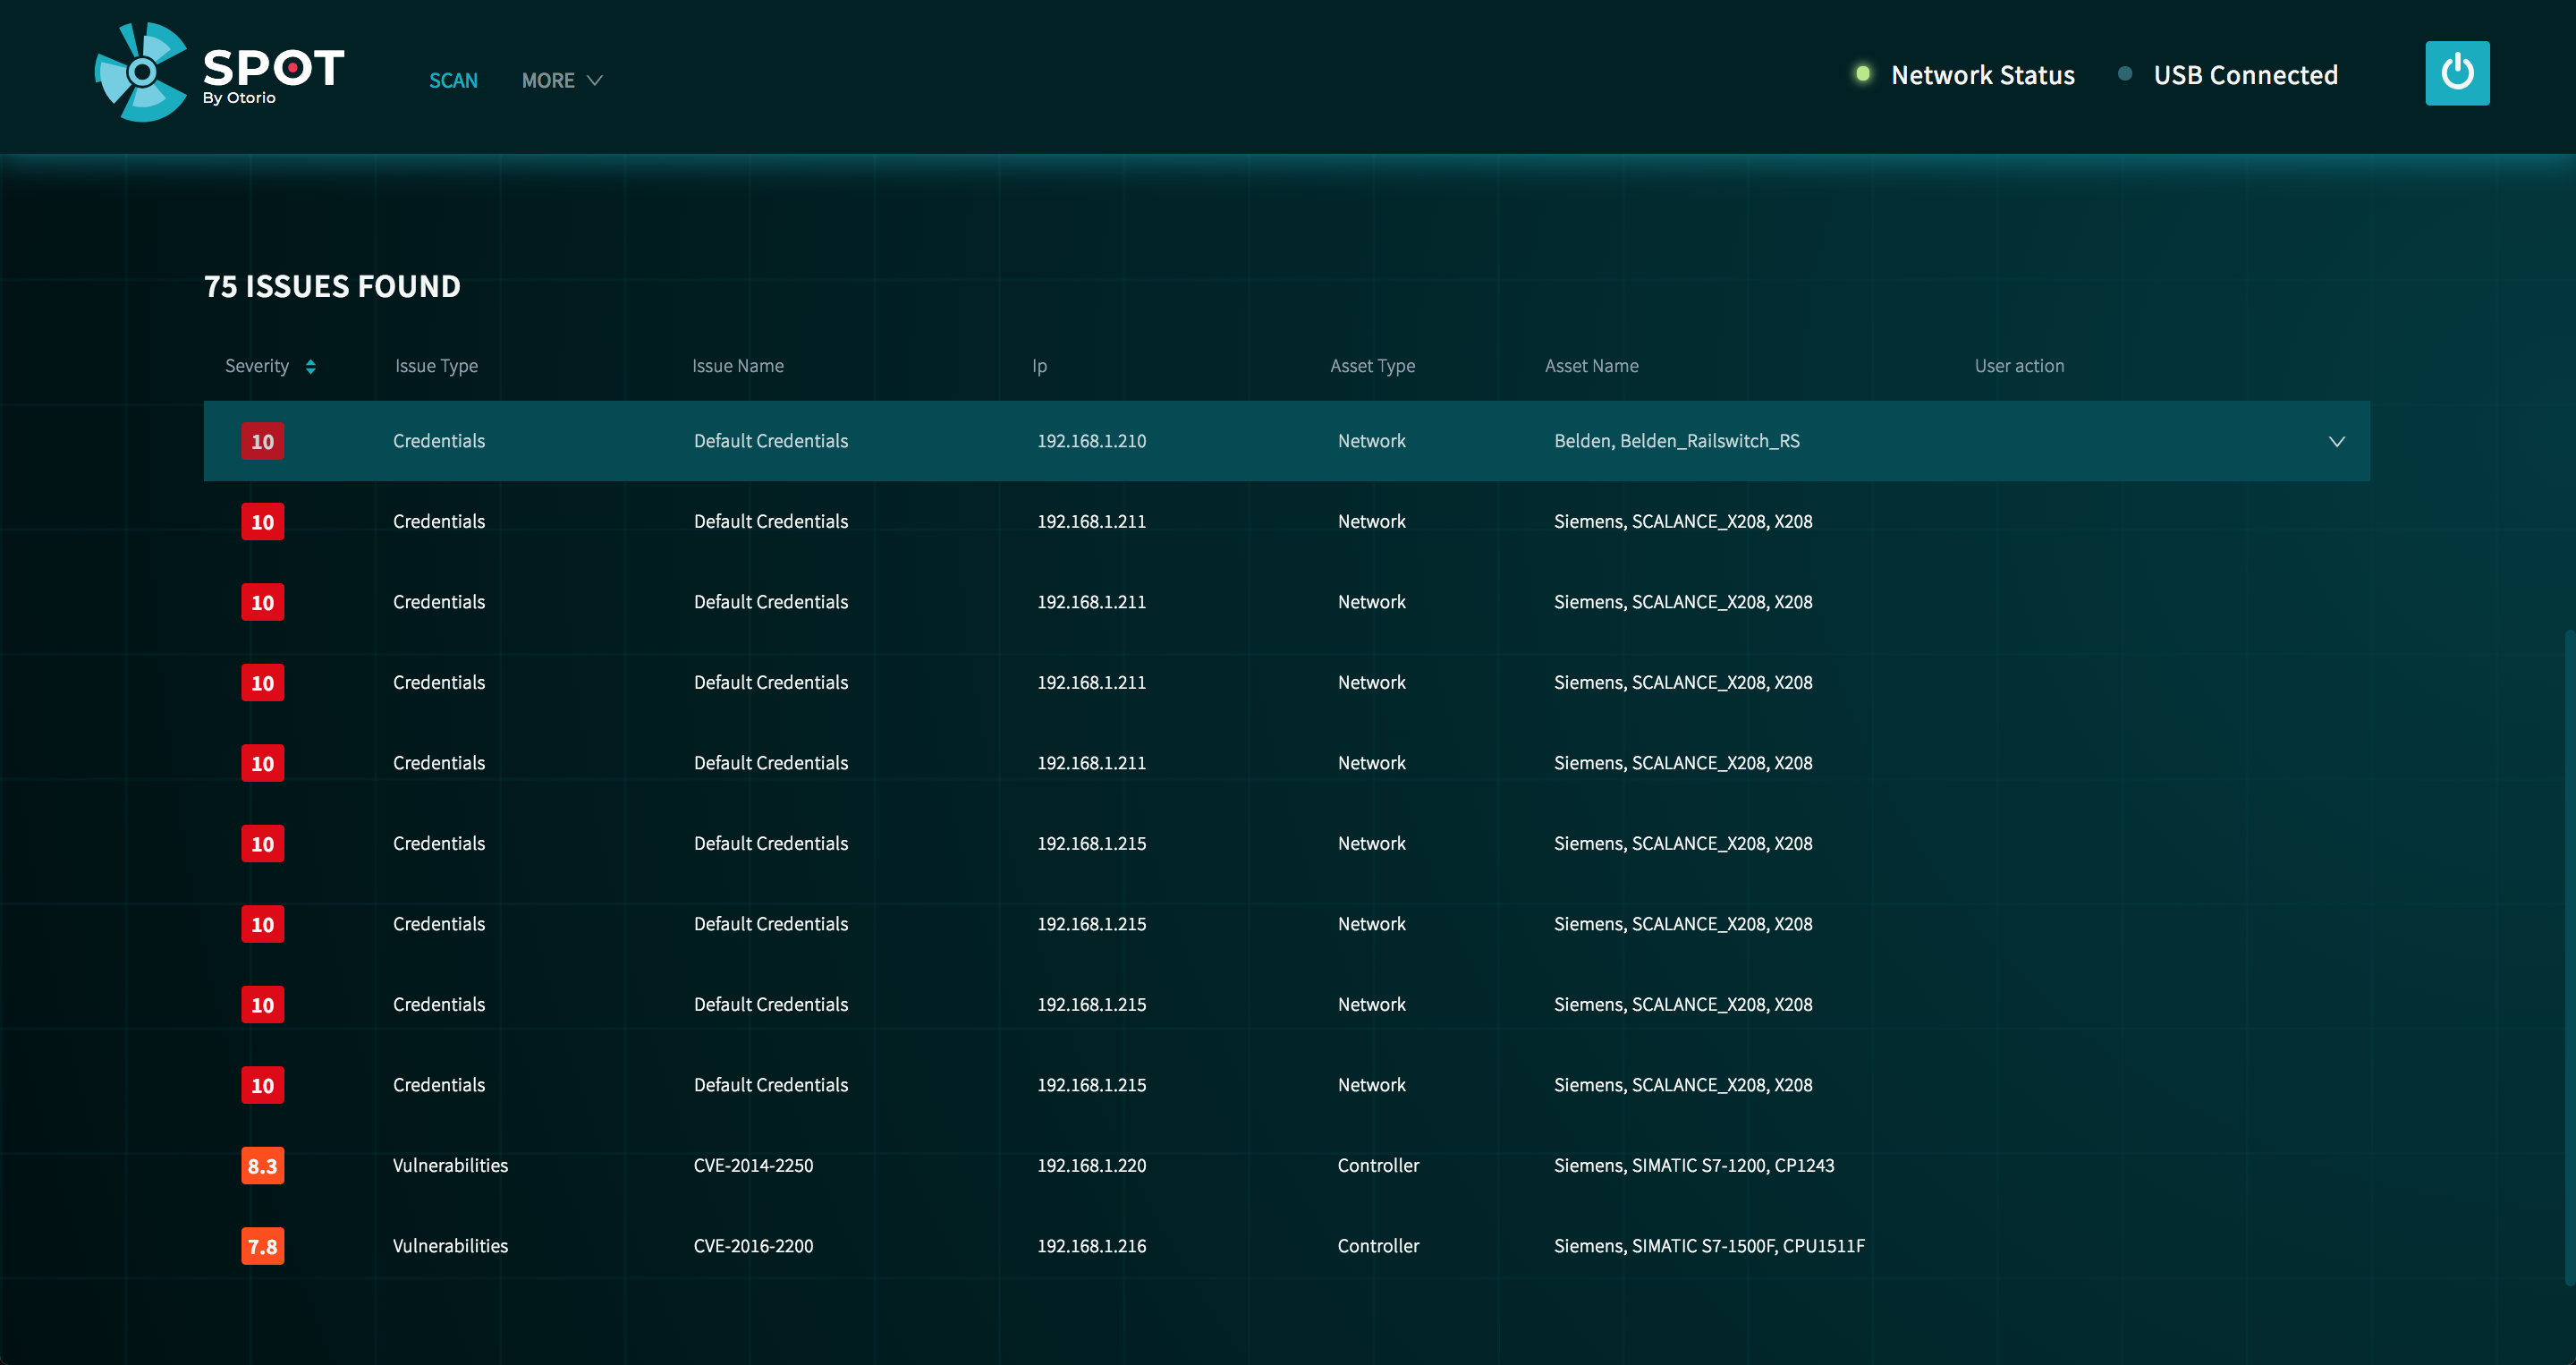 SPOT
By Otorio
SCAN MORE
Network Status USB Connected
75 ISSUES FOUND
Severity Issue Type Issue Name Ip Asset Type Asset Name User action
10 Credentials Default Credentials 192.168.1.210 Network Belden, Belden_Railswitch_RS
10 Credentials Default Credentials 192.168.1.211 Network Siemens, SCALANCE_X208, X208
10 Credentials Default Credentials 192.168.1.211 Network Siemens, SCALANCE_X208, X208
10 Credentials Default Credentials 192.168.1.211 Network Siemens, SCALANCE_X208, X208
10 Credentials Default Credentials 192.168.1.211 Network Siemens, SCALANCE_X208, X208
10 Credentials Default Credentials 192.168.1.215 Network Siemens, SCALANCE_X208, X208
10 Credentials Default Credentials 192.168.1.215 Network Siemens, SCALANCE_X208, X208
10 Credentials Default Credentials 192.168.1.215 Network Siemens, SCALANCE_X208, X208
10 Credentials Default Credentials 192.168.1.215 Network Siemens, SCALANCE_X208, X208
8.3 Vulnerabilities CVE-2014-2250 192.168.1.220 Controller Siemens, SIMATIC S7-1200, CP1243
7.8 Vulnerabilities CVE-2016-2200 192.168.1.216 Controller Siemens, SIMATIC S7-1500F, CPU1511F